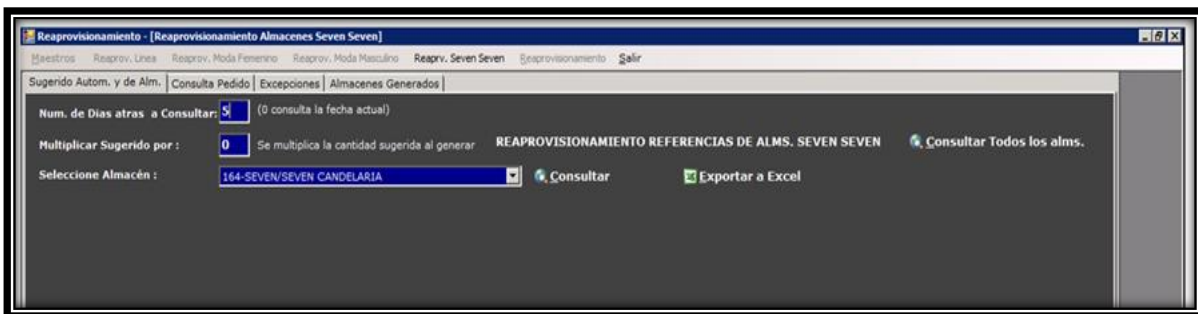 Reaprovisionamiento - [Reaprovisionamiento Almacenes Seven Seven]
Maestros Reaprov. Linea Reaprov. Moda Femenino Reaprov. Moda Masculino Reaprv. Seven Seven Reaprovisionamiento Salir
Sugerido Autom. y de Alm. Consulta Pedido Excepciones Almacenes Generados
Num. de Dias atras a Consultar: 5 (0 consulta la fecha actual)
Multiplicar Sugerido por : 0 Se multiplica la cantidad sugerida al generar REAPROVISIONAMIENTO REFERENCIAS DE ALMS. SEVEN SEVEN Consultar Todos los alms.
Seleccione Almacén : 164-SEVEN/SEVEN CANDELARIA Consultar Exportar a Excel